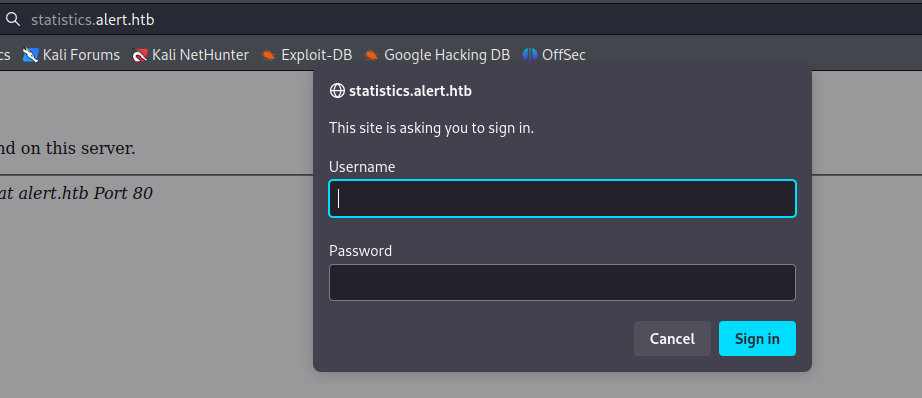 statistics.alert.htb
cs Kali Forums Kali NetHunter Exploit-DB Google Hacking DB OffSec
statistics.alert.htb
This site is asking you to sign in.
nd on this server.
Username
at alert.htb Port 80
Password
Cancel Sign in